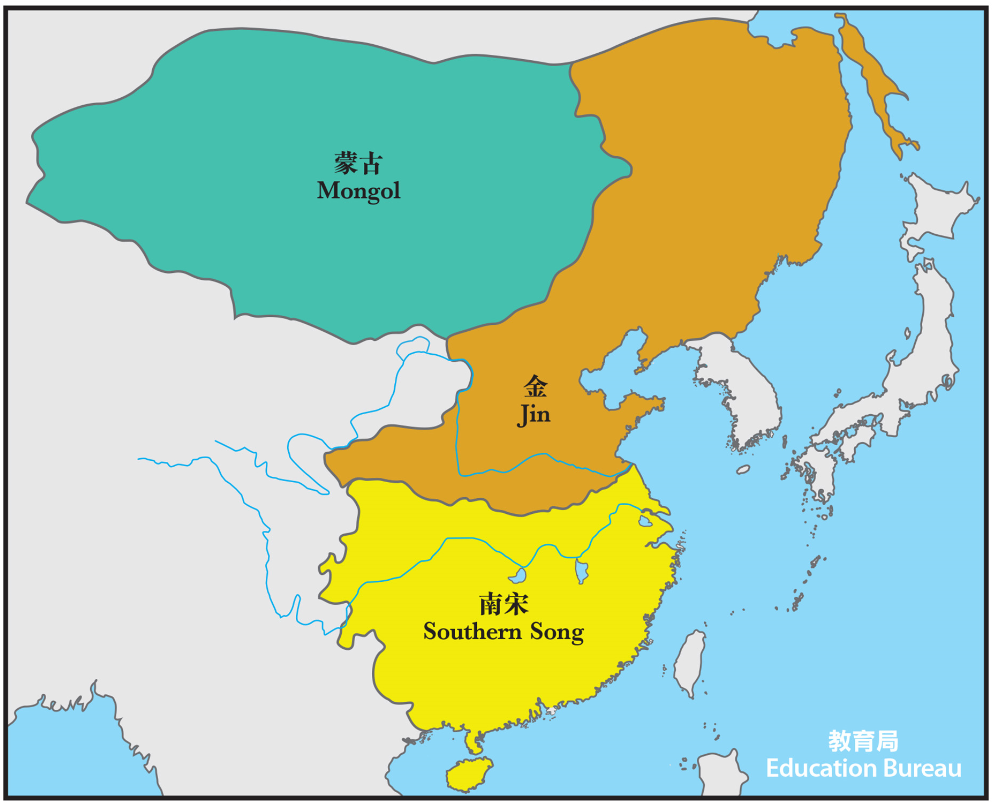 蒙古
Mongol
金
Jin
南宋
Southern Song
教育局
Education Bureau